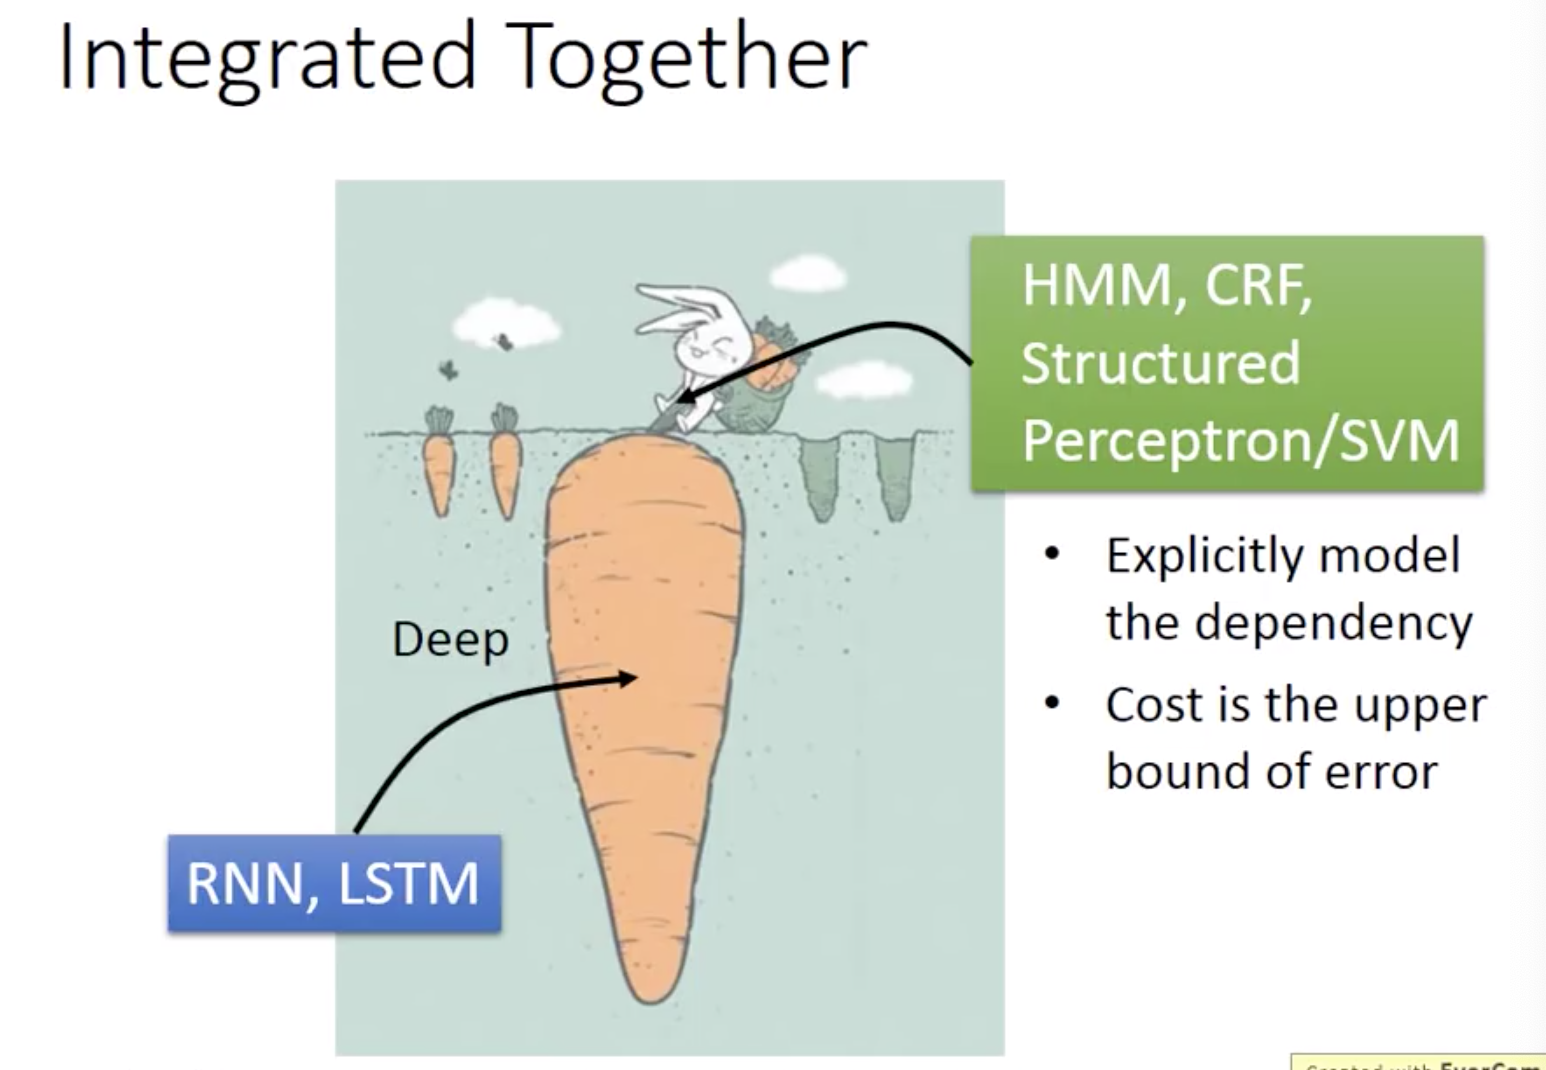 Integrated Together
HMM, CRF,
Structured
Perceptron/SVM
• Explicitly model
the dependency
• Cost is the upper
bound of error
Deep
RNN, LSTM